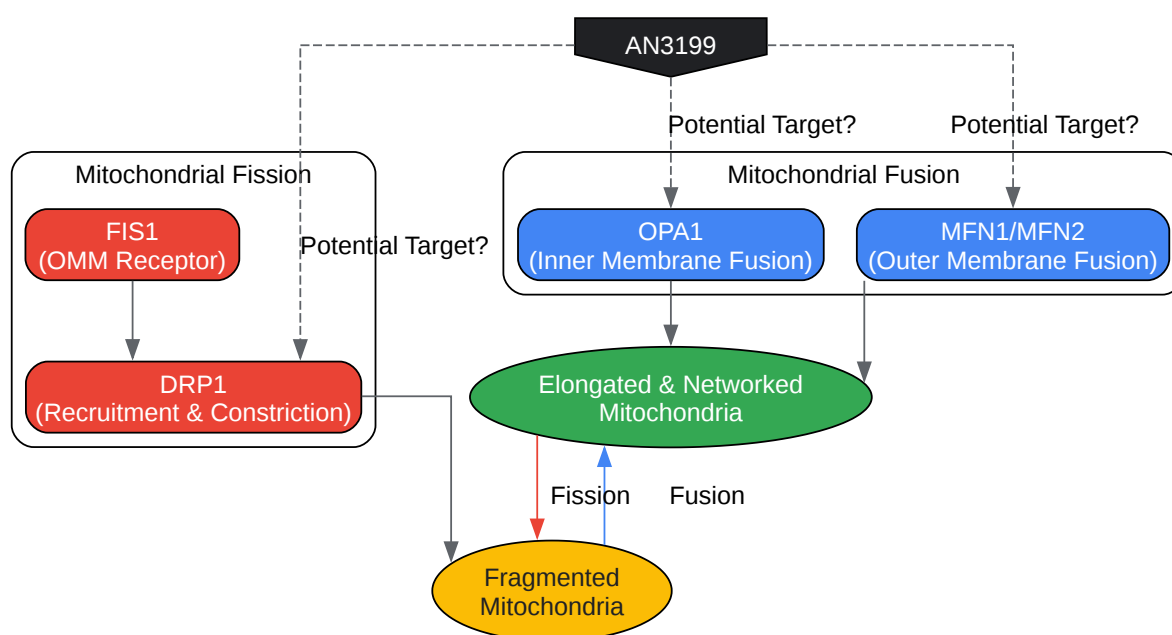 AN3199
Potential Target?
Potential Target?
Mitochondrial Fission
Mitochondrial Fusion
FIS1
(OMM Receptor)
Potential Target?
OPA1
(Inner Membrane Fusion)
MFN1/MFN2
(Outer Membrane Fusion)
DRP1
(Recruitment & Constriction)
Elongated & Networked
Mitochondria
Fission
Fusion
Fragmented
Mitochondria